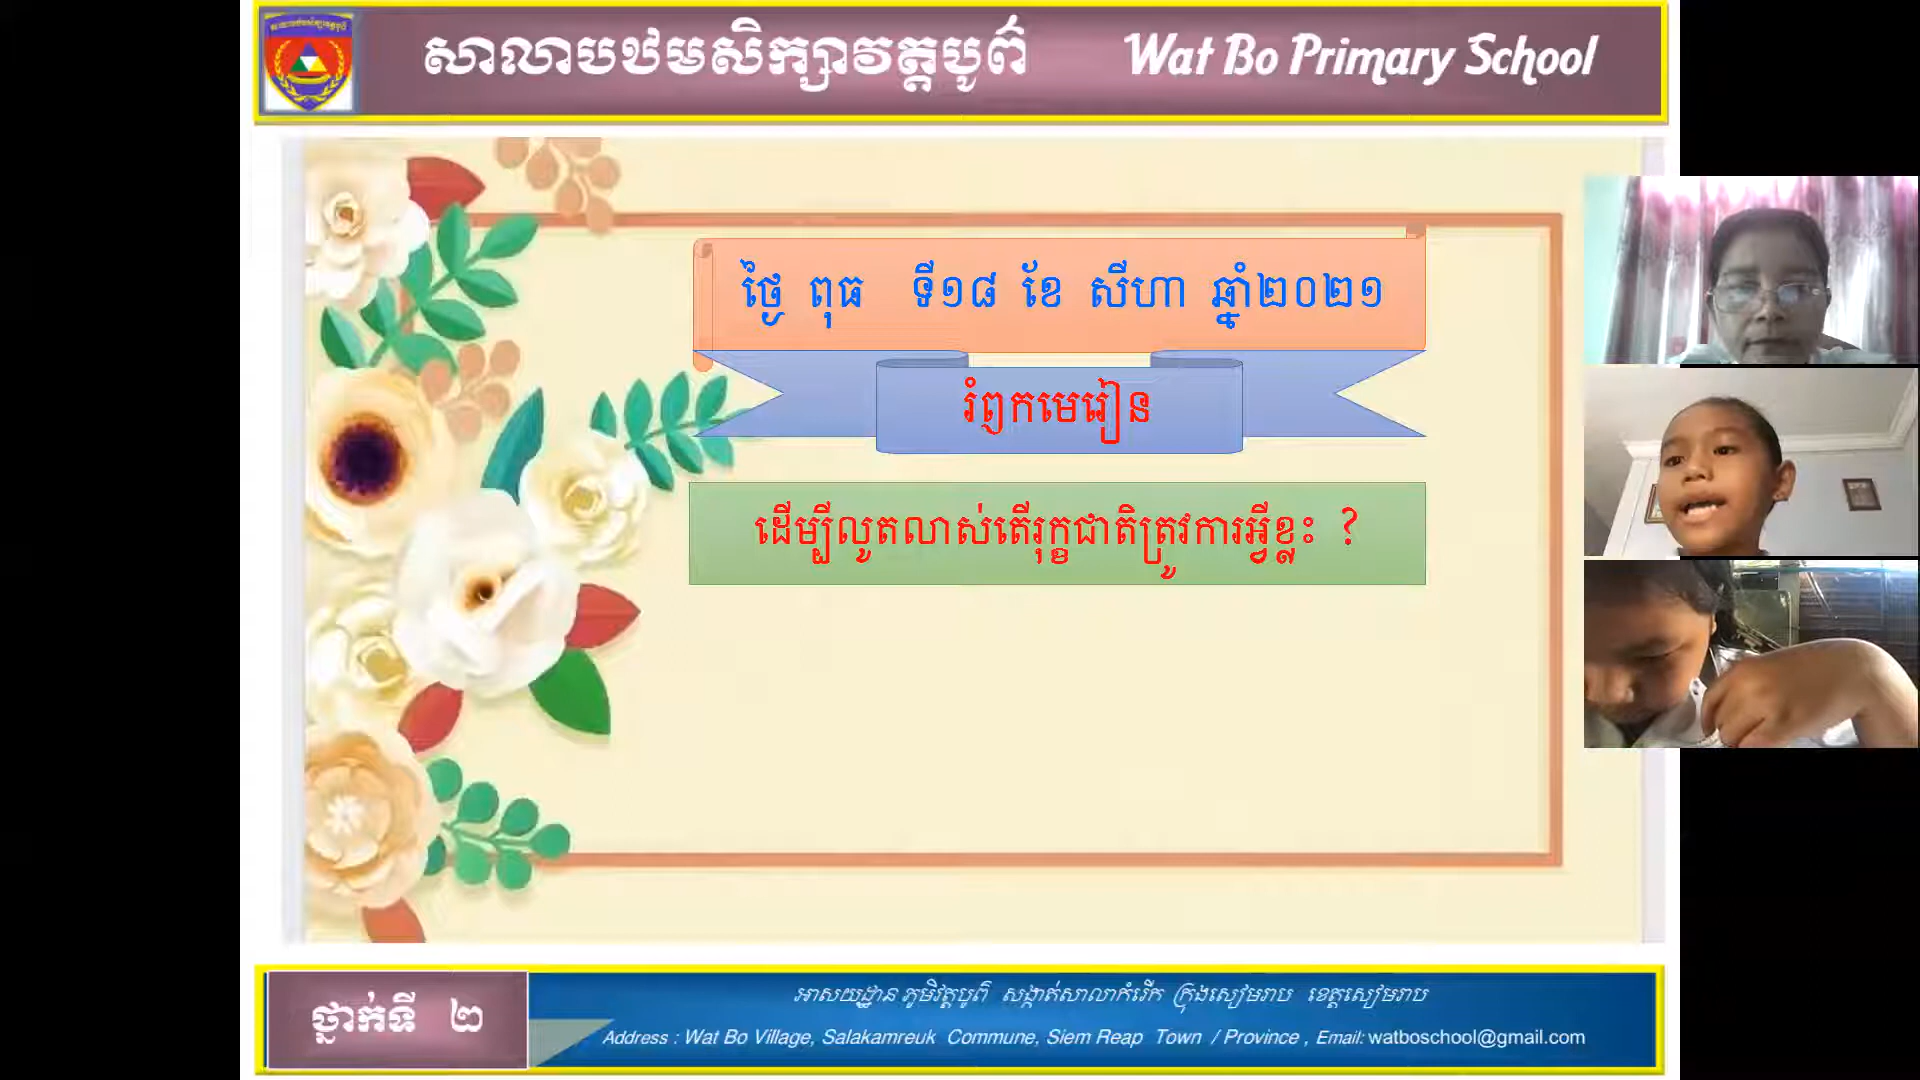 សាលាបឋមសិក្សាវត្តបូព៌ Wat Bo Primary School
ថ្ងៃ ពុធ ទី១៨ ខែ សីហា ឆ្នាំ២០២១
រំឭកមេរៀន
ដើម្បីលូតលាស់តើរុក្ខជាតិត្រូវការអ្វីខ្លះ ?
ថ្នាក់ទី ២
អាសយដ្ឋាន ភូមិវត្តបូព៌ សង្កាត់សាលាកំរើក ក្រុងសៀមរាប ខេត្តសៀមរាប
Address : Wat Bo Village, Salakamreuk Commune, Siem Reap Town / Province , Email: watboschool@gmail.com